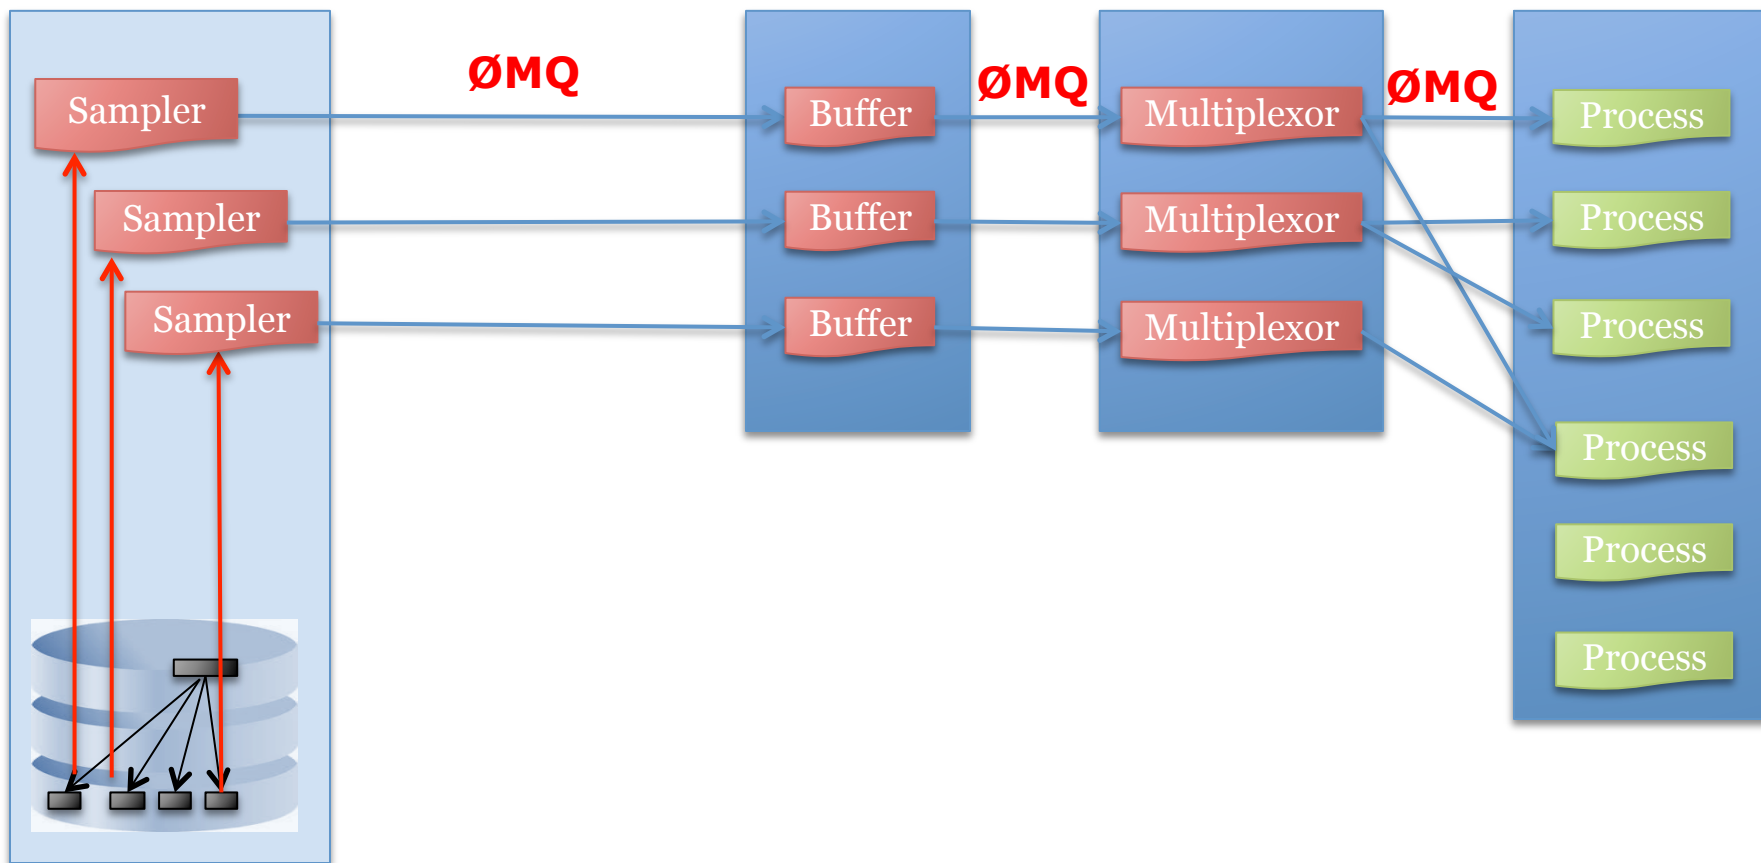 ØMQ
ØMQ
ØMQ
Sampler
Buffer
Multiplexor
Process
Sampler
Buffer
Multiplexor
Process
Sampler
Buffer
Multiplexor
Process
Process
Process
Process